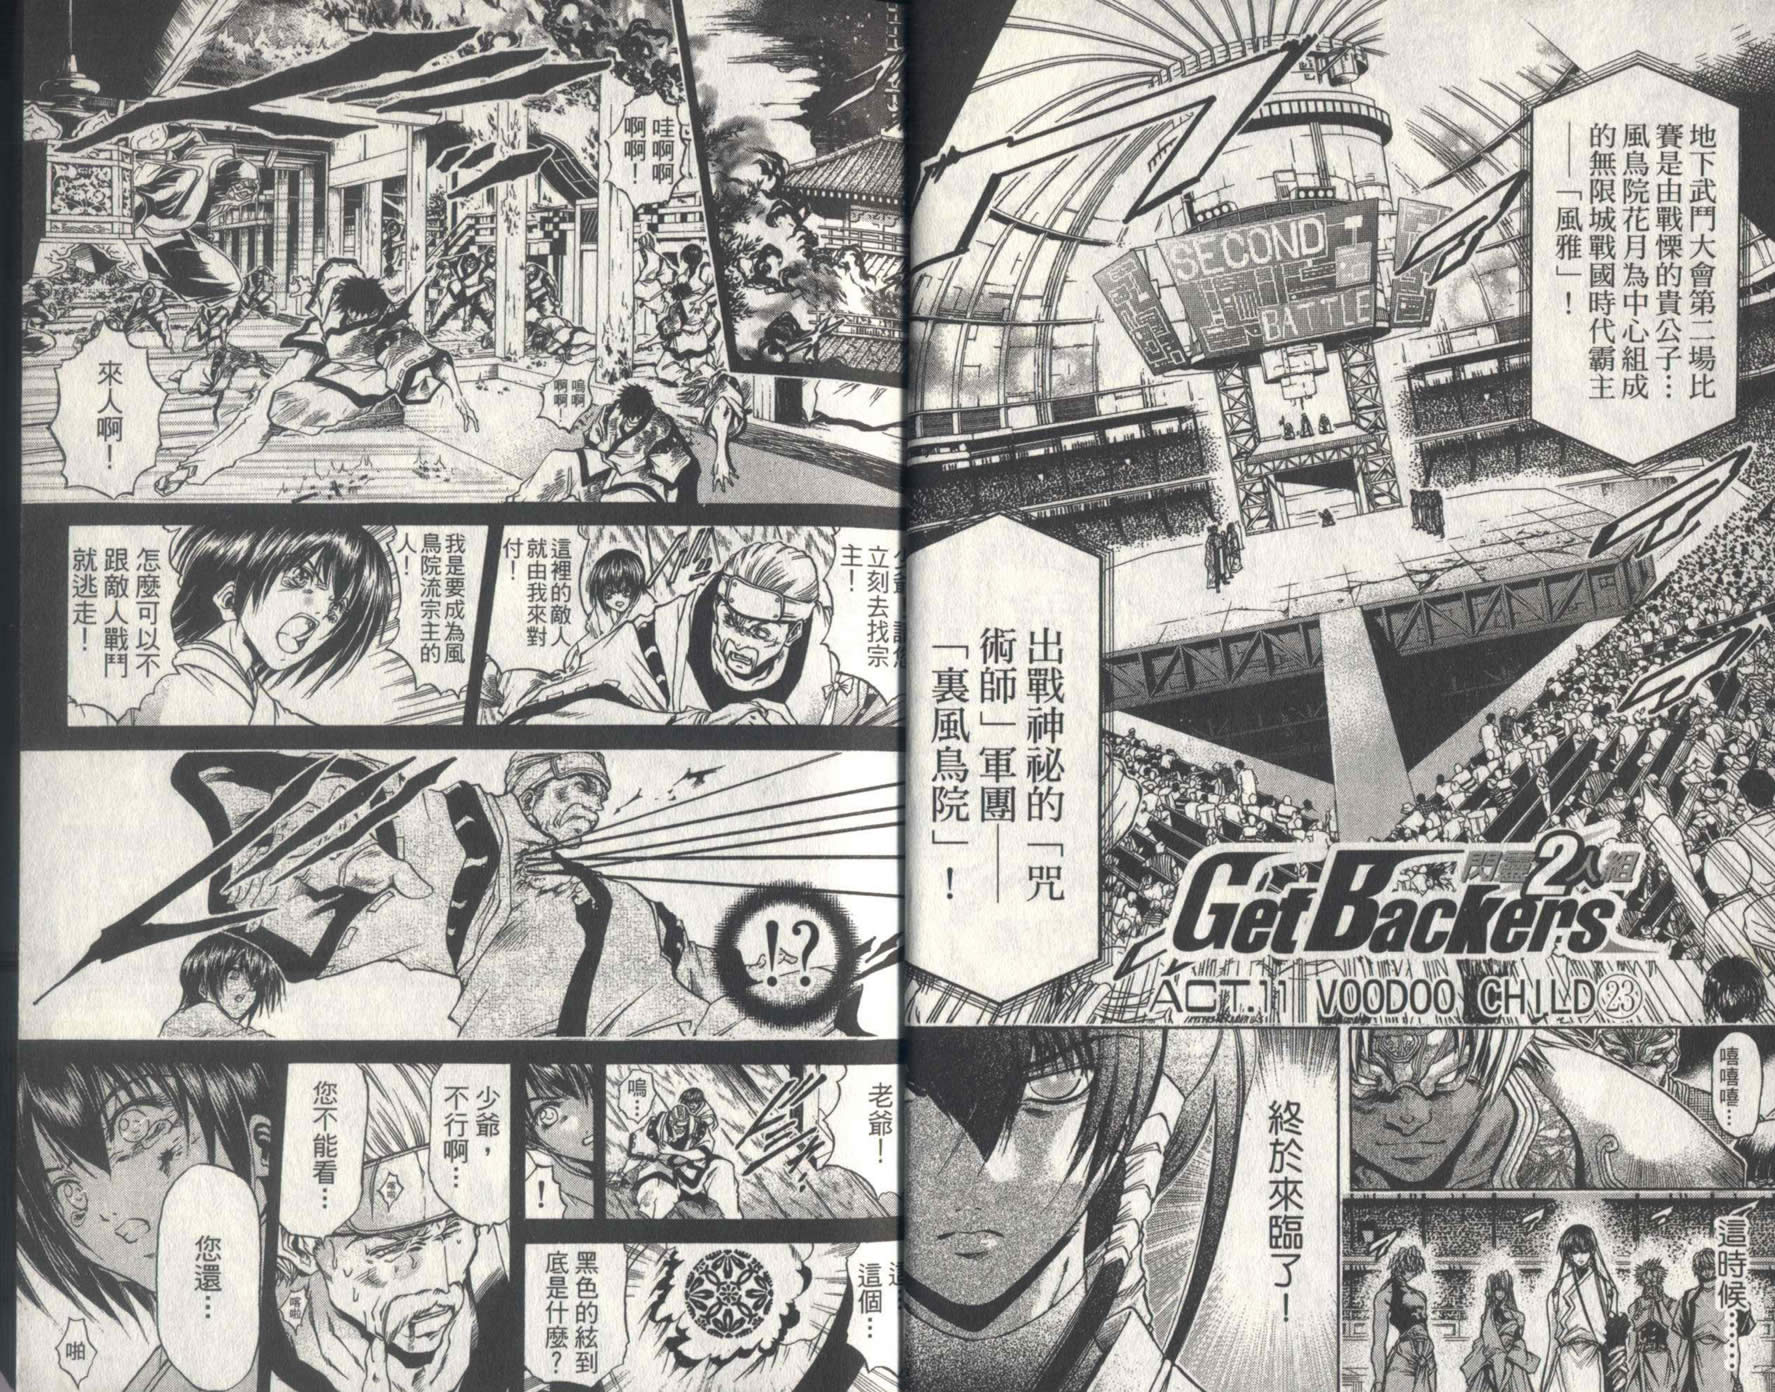 地下武鬥大會第二場比
賽是由戰慄的貴公子…
風鳥院花月為中心組成
的無限城戰國時代霸主
——「風雅」！
SECOND
BATTLE
出戰神祕的「咒
術師」軍團——
「裏風鳥院」！
閃靈2人組
GetBackers
ACT.11 VOODOO CHILD㉓
嘻嘻嘻…
這時候………
終於來臨了！
哇啊啊
啊啊！
嗚啊
啊啊！
來人啊！
立刻去找宗
主！
這裡的敵人
就由我來對
付！
我是要成為風
鳥院流宗主的
人！
怎麼可以不
跟敵人戰鬥
就逃走！
!?
老爺！
嗚…
！
這個…
黑色的絃到
底是什麼？
少爺，
不行啊…
您不能看…
喀啪
您還…
啪